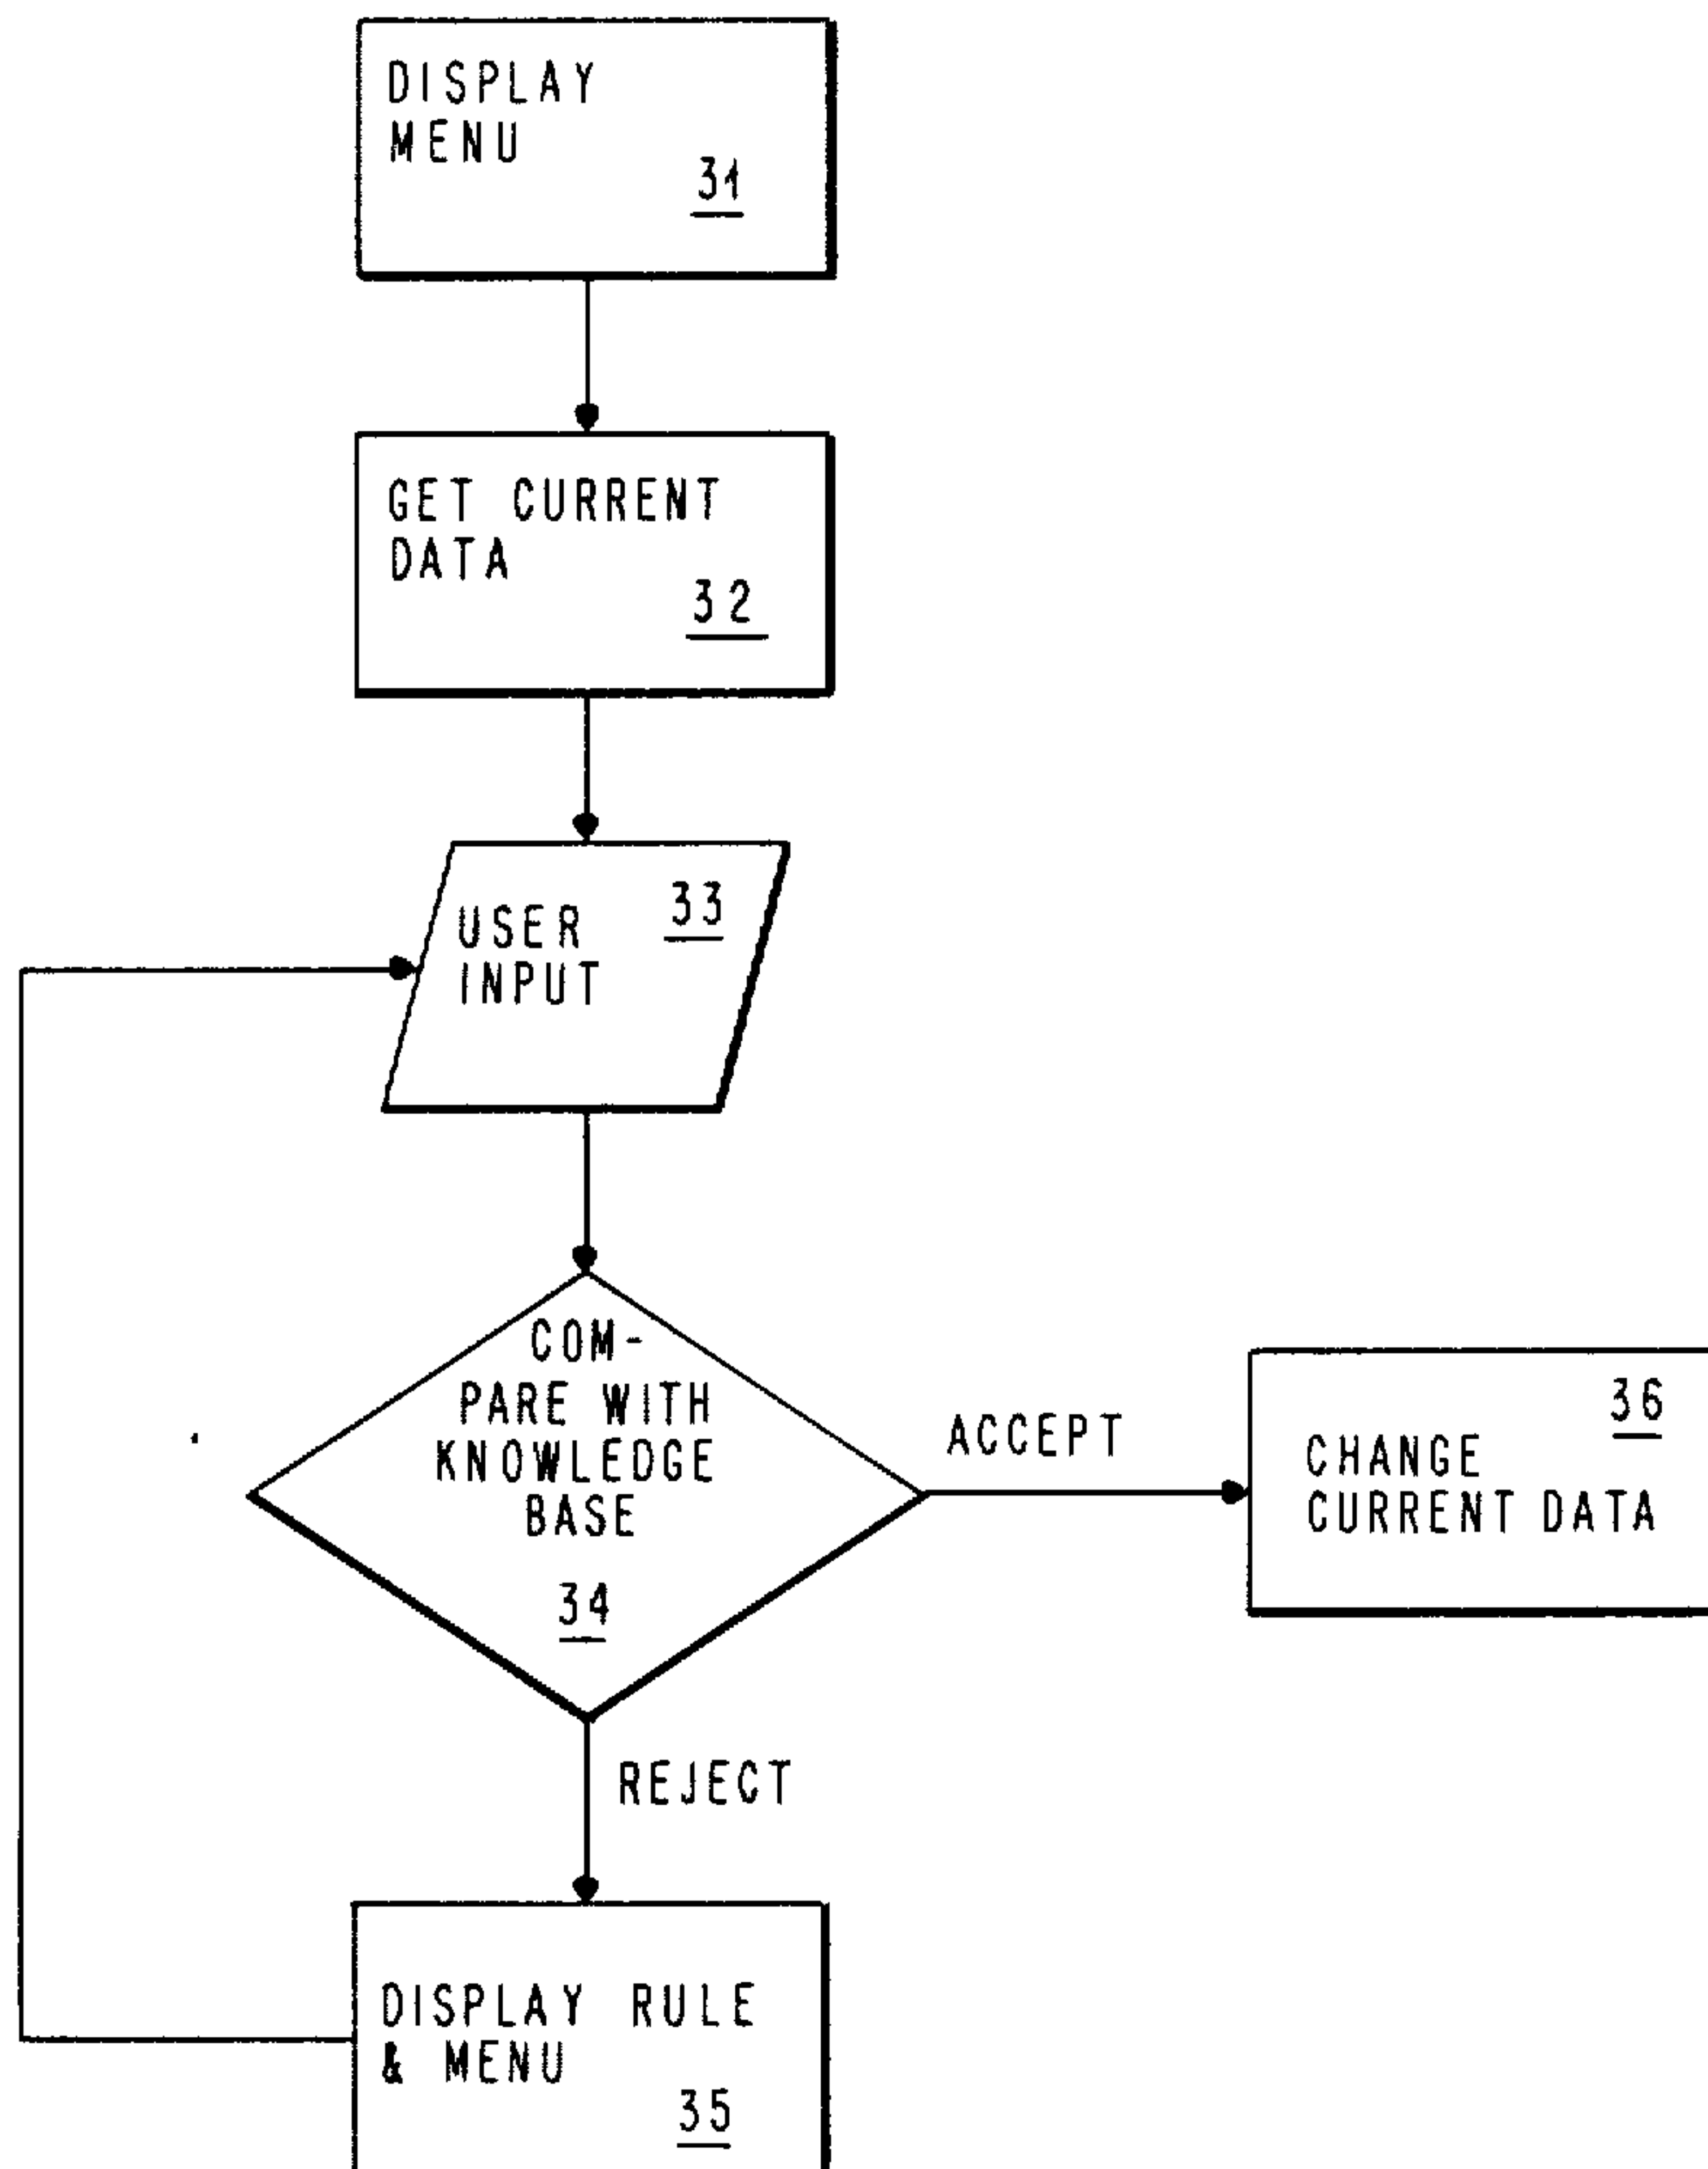 DISPLAY
MENU
31
GET CURRENT
DATA
32
33
USER
INPUT
COM-
PARE WITH
KNOWLEDGE
BASE
34
ACCEPT
36
CHANGE
CURRENT DATA
REJECT
DISPLAY RULE
& MENU
35